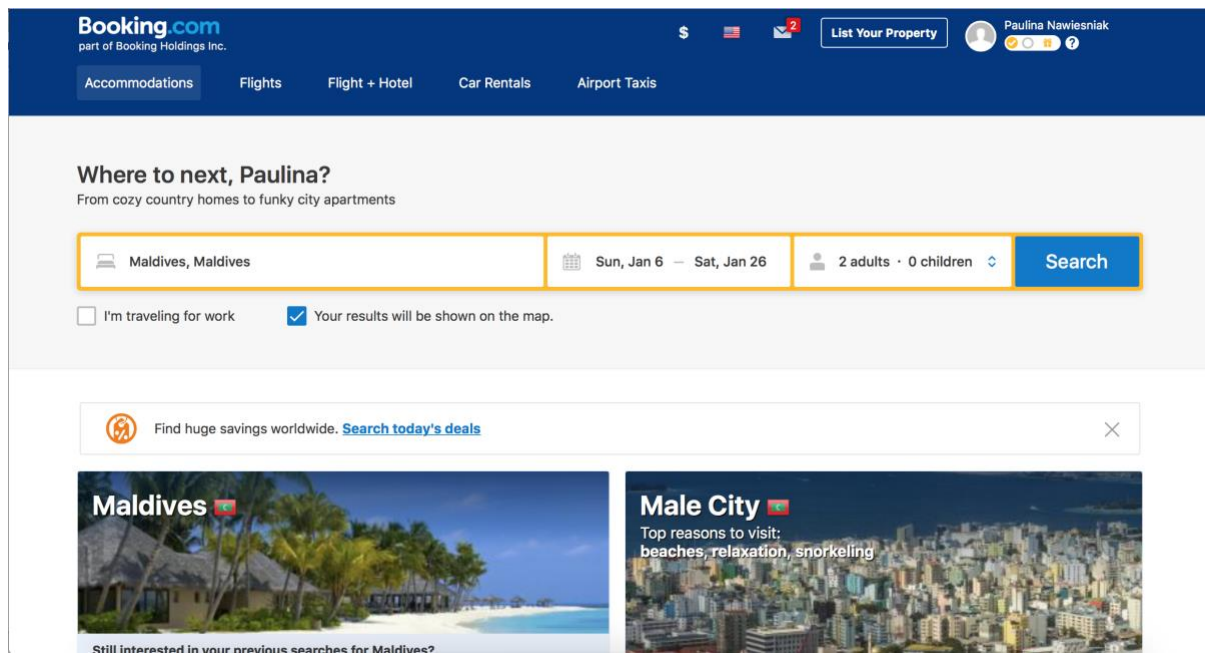 Booking.com
part of Booking Holdings Inc.
$
2
List Your Property
Paulina Nawiesniak
?
Accommodations Flights Flight + Hotel Car Rentals Airport Taxis
Where to next, Paulina?
From cozy country homes to funky city apartments
Maldives, Maldives Sun, Jan 6 — Sat, Jan 26 2 adults · 0 children Search
I'm traveling for work Your results will be shown on the map.
Find huge savings worldwide. Search today's deals
Maldives
Still interested in your previous searches for Maldives?
Male City
Top reasons to visit:
beaches, relaxation, snorkeling